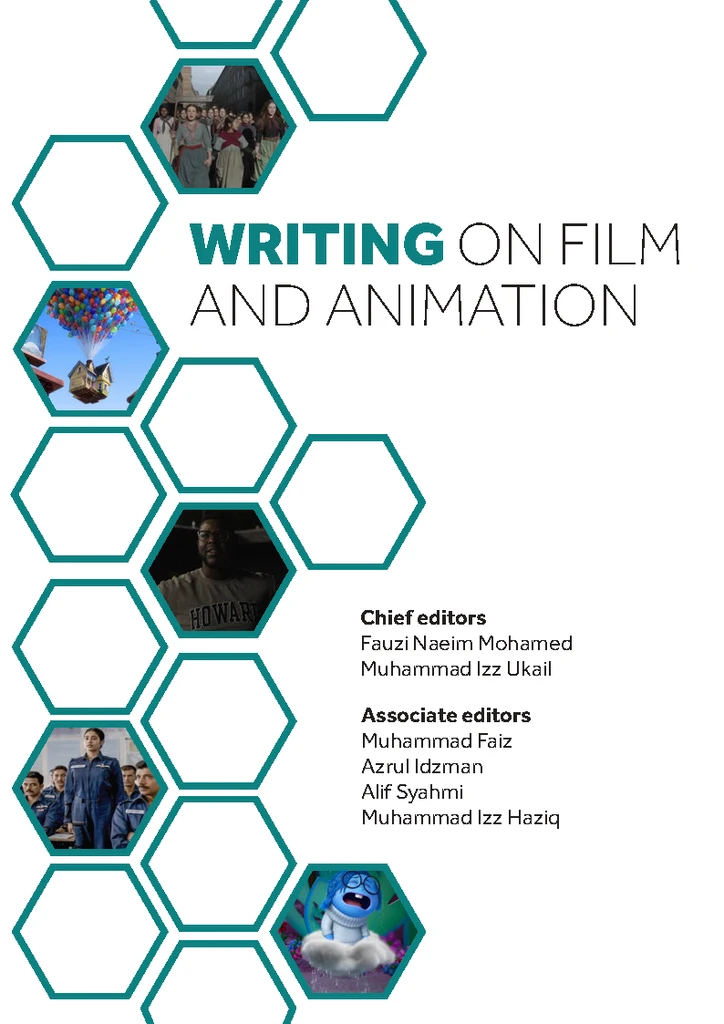 WRITING ON FILM
AND ANIMATION
HOWARD
Chief editors
Fauzi Naeim Mohamed
Muhammad Izz Ukail
Associate editors
Muhammad Faiz
Azrul Idzman
Alif Syahmi
Muhammad Izz Haziq